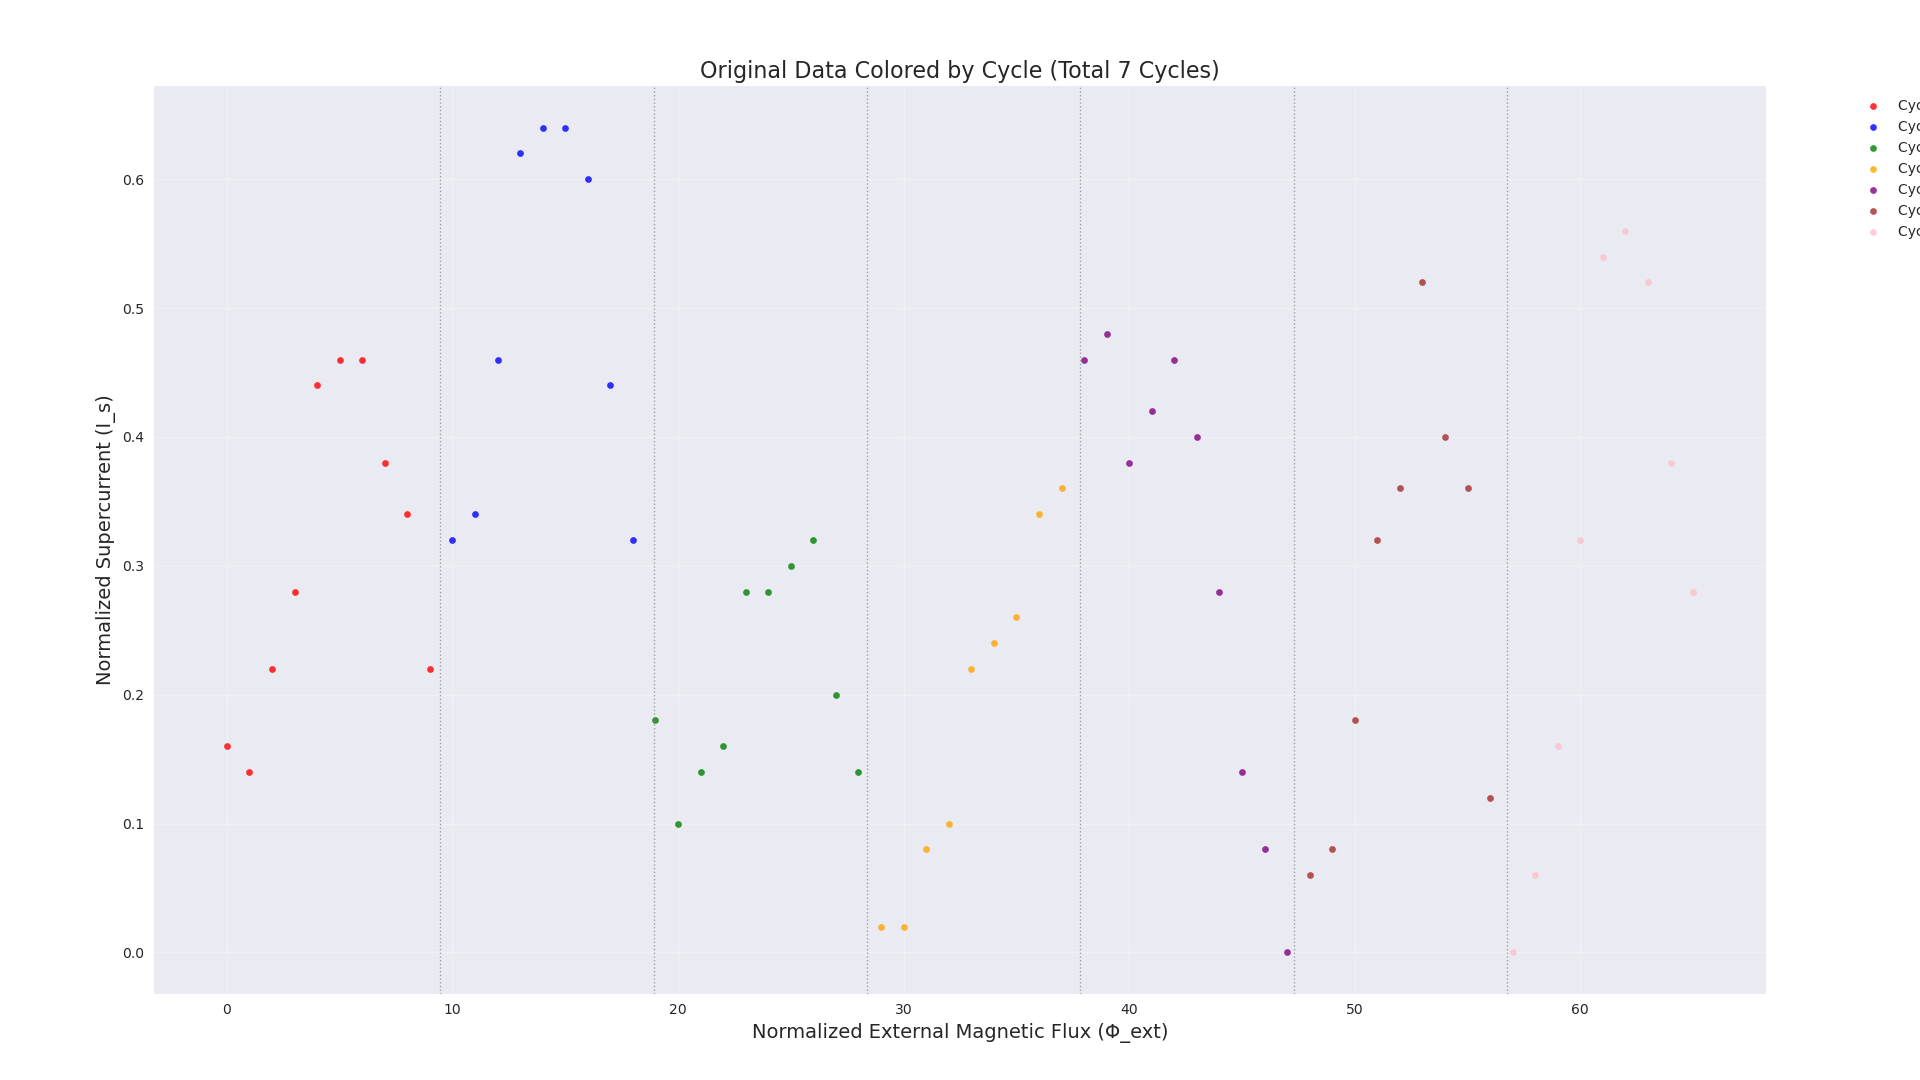 Original Data Colored by Cycle (Total 7 Cycles)
Cyc
Cyc
Cyc
Cyc
Cyc
Cyc
Cyc
Normalized Supercurrent (I_s)
0.6
0.5
0.4
0.3
0.2
0.1
0.0
0 10 20 30 40 50 60
Normalized External Magnetic Flux (Φ_ext)